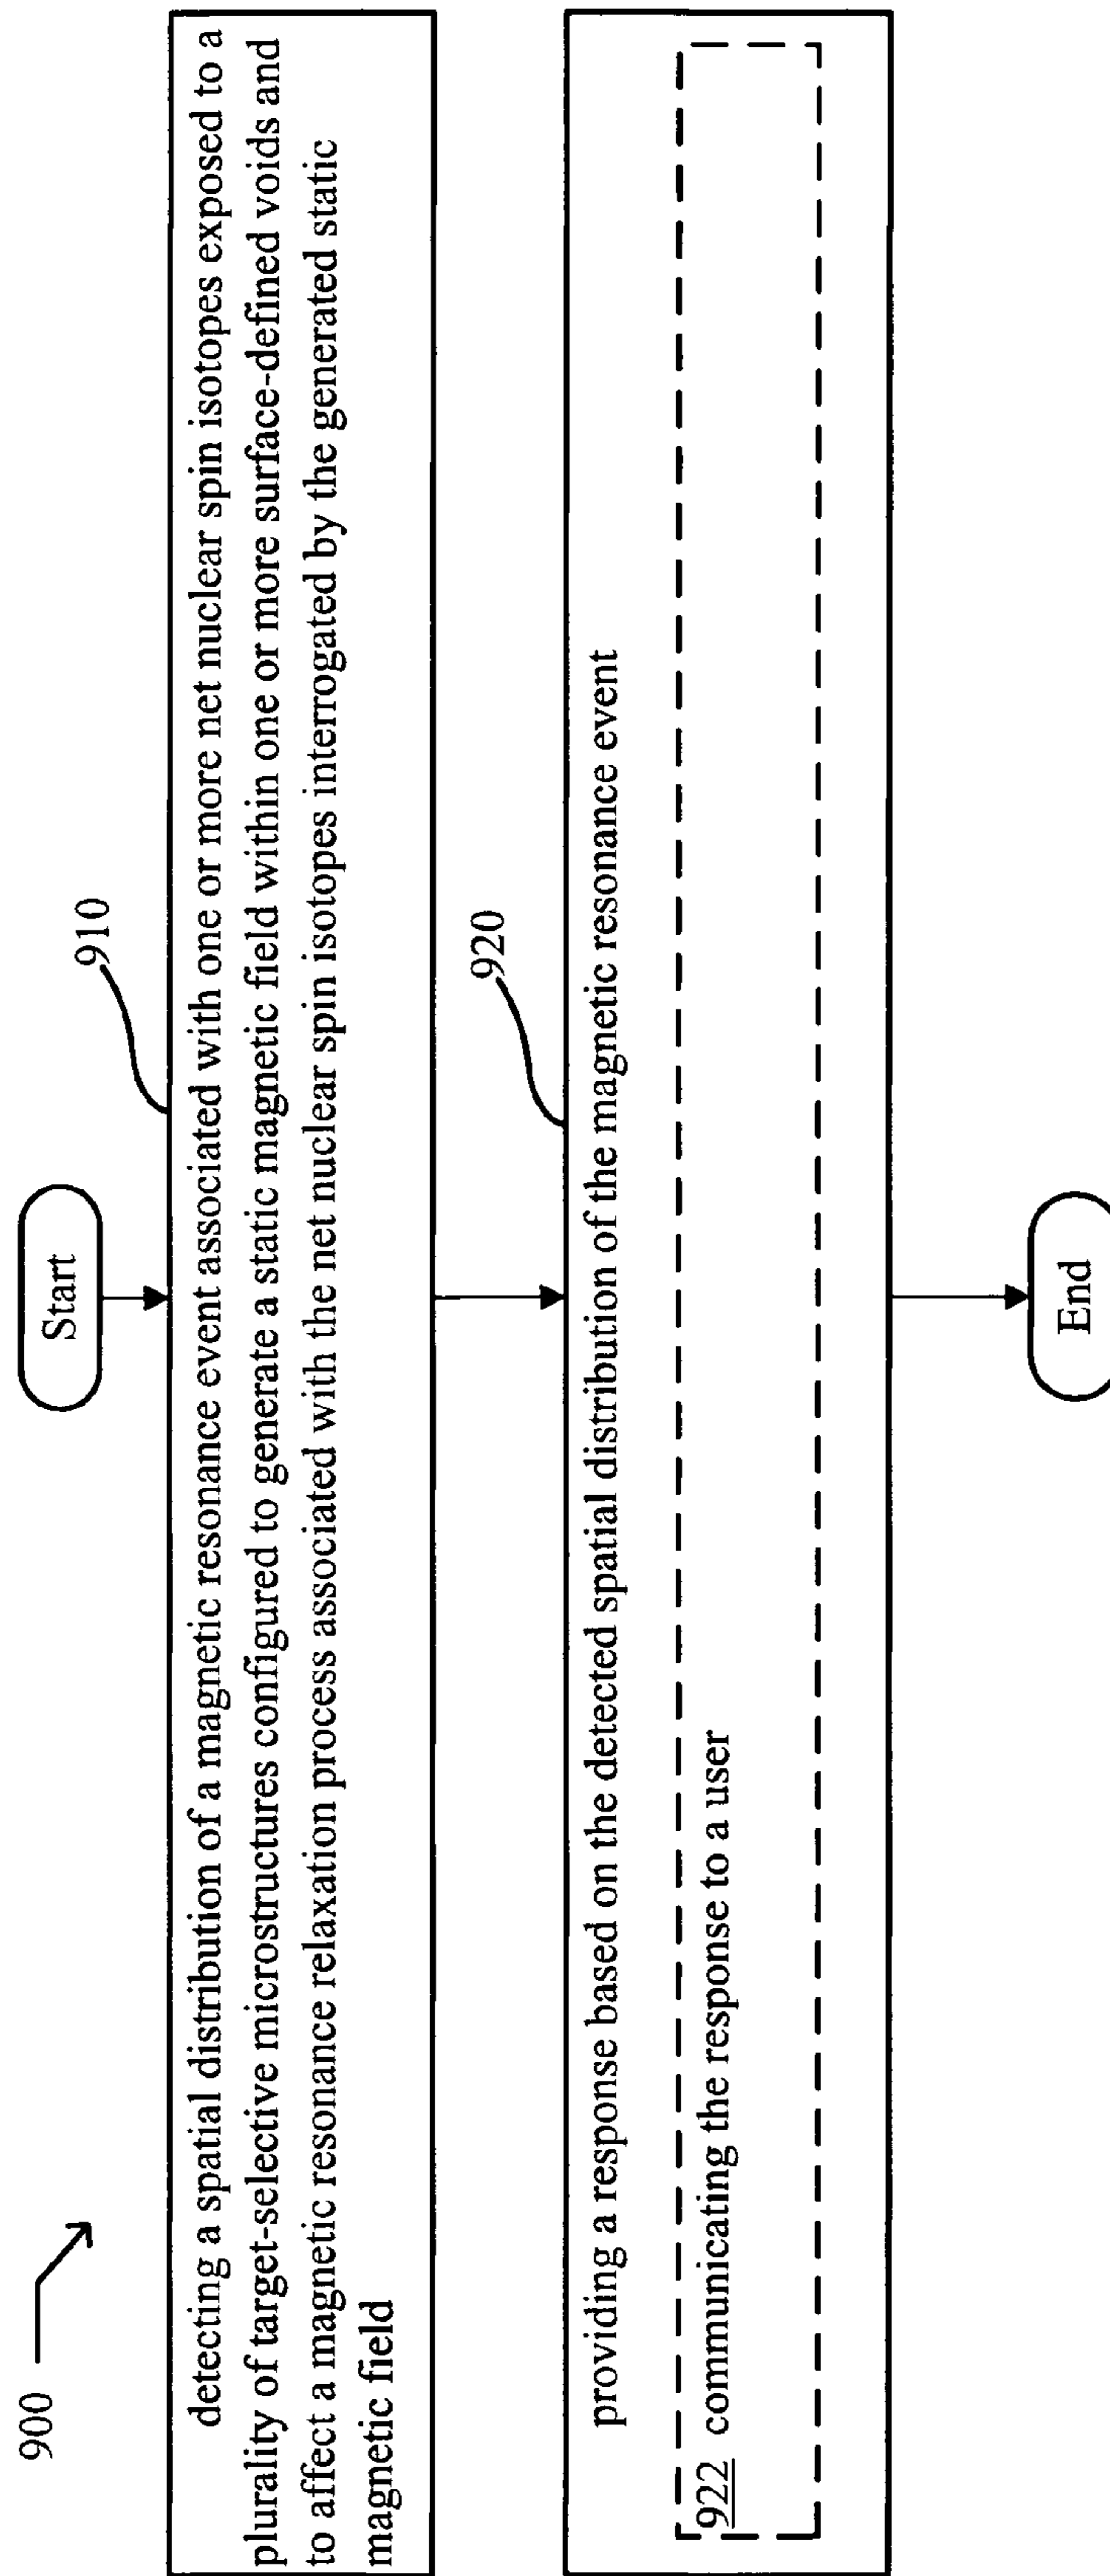 900
Start
910
detecting a spatial distribution of a magnetic resonance event associated with one or more net nuclear spin isotopes exposed to a
plurality of target-selective microstructures configured to generate a static magnetic field within one or more surface-defined voids and
to affect a magnetic resonance relaxation process associated with the net nuclear spin isotopes interrogated by the generated static
magnetic field
920
providing a response based on the detected spatial distribution of the magnetic resonance event
922 communicating the response to a user
End